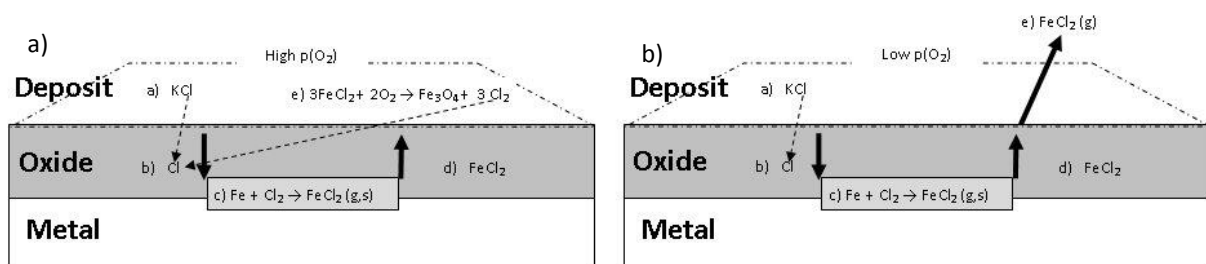 a)
High p(O₂)
Deposit
a) KCl
e) 3FeCl₂+ 2O₂ → Fe₃O₄+ 3 Cl₂
Oxide
b) Cl
d) FeCl₂
c) Fe + Cl₂ → FeCl₂ (g,s)
Metal
b)
e) FeCl₂ (g)
Low p(O₂)
Deposit
a) KCl
Oxide
b) Cl
d) FeCl₂
c) Fe + Cl₂ → FeCl₂ (g,s)
Metal